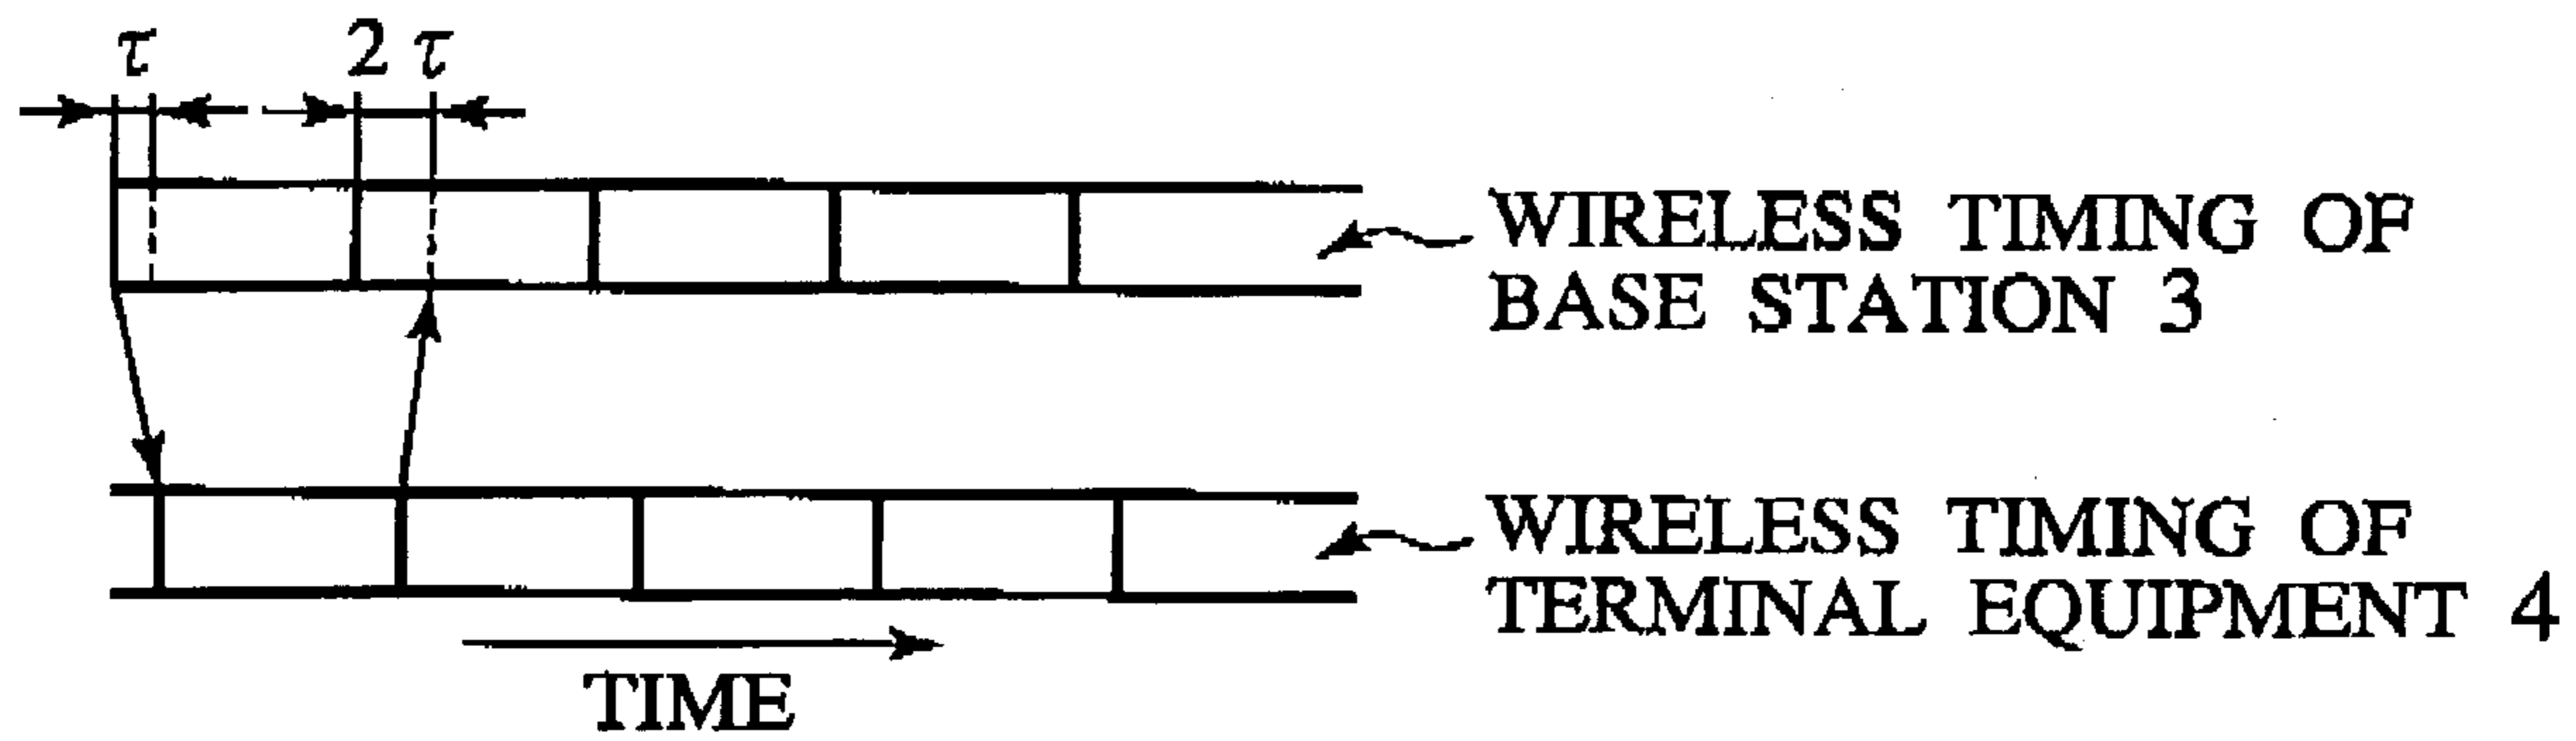 τ 2 τ
WIRELESS TIMING OF
BASE STATION 3
WIRELESS TIMING OF
TERMINAL EQUIPMENT 4
TIME